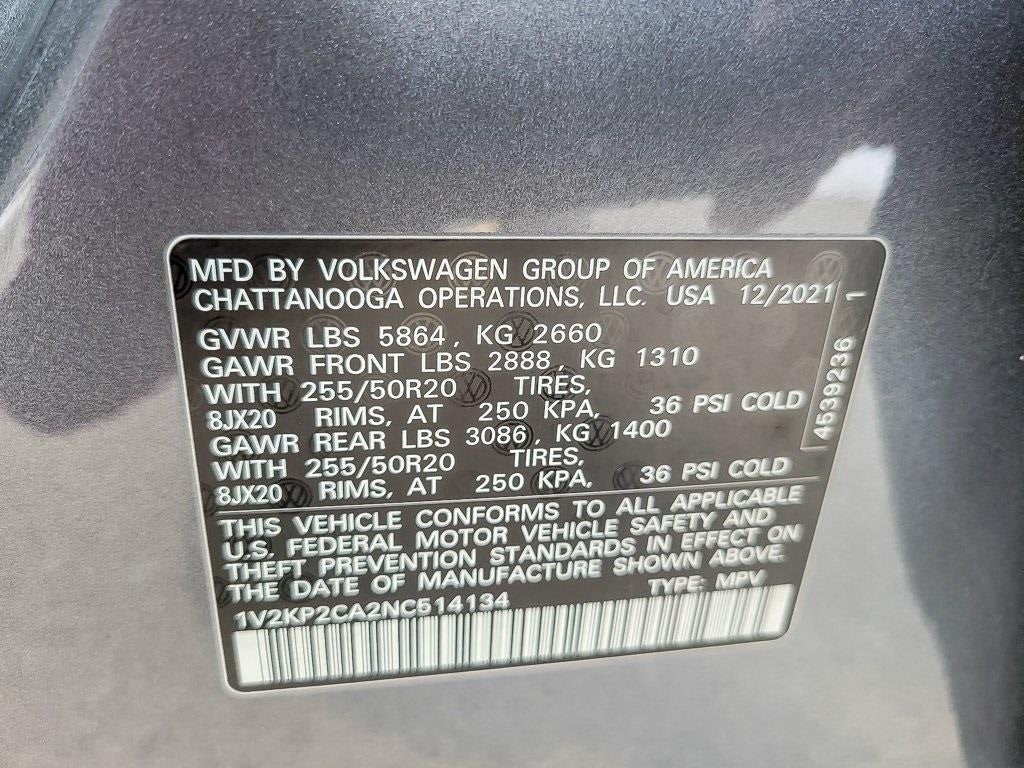 MFD BY VOLKSWAGEN GROUP OF AMERICA
CHATTANOOGA OPERATIONS, LLC. USA 12/2021
GVWR LBS 5864, KG 2660
GAWR FRONT LBS 2888, KG 1310
WITH 255/50R20 TIRES,
8JX20 RIMS, AT 250 KPA, 36 PSI COLD
GAWR REAR LBS 3086, KG 1400
WITH 255/50R20 TIRES,
8JX20 RIMS, AT 250 KPA, 36 PSI COLD
THIS VEHICLE CONFORMS TO ALL APPLICABLE
U.S. FEDERAL MOTOR VEHICLE SAFETY AND
THEFT PREVENTION STANDARDS IN EFFECT ON
THE DATE OF MANUFACTURE SHOWN ABOVE.
1V2KP2CA2NC514134 TYPE: MPV
4539236 1